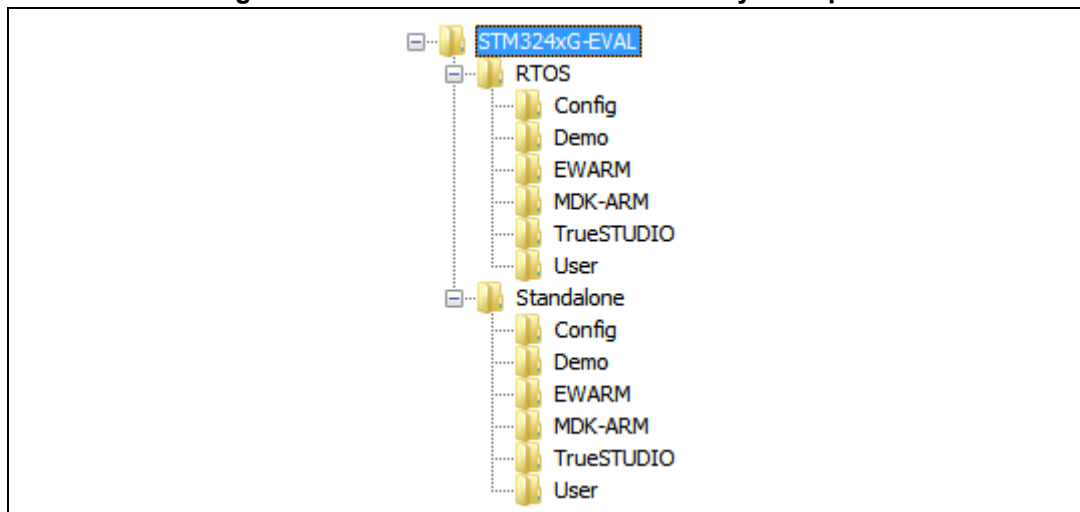 STM324xG-EVAL
RTOS
Config
Demo
EWARM
MDK-ARM
TrueSTUDIO
User
Standalone
Config
Demo
EWARM
MDK-ARM
TrueSTUDIO
User